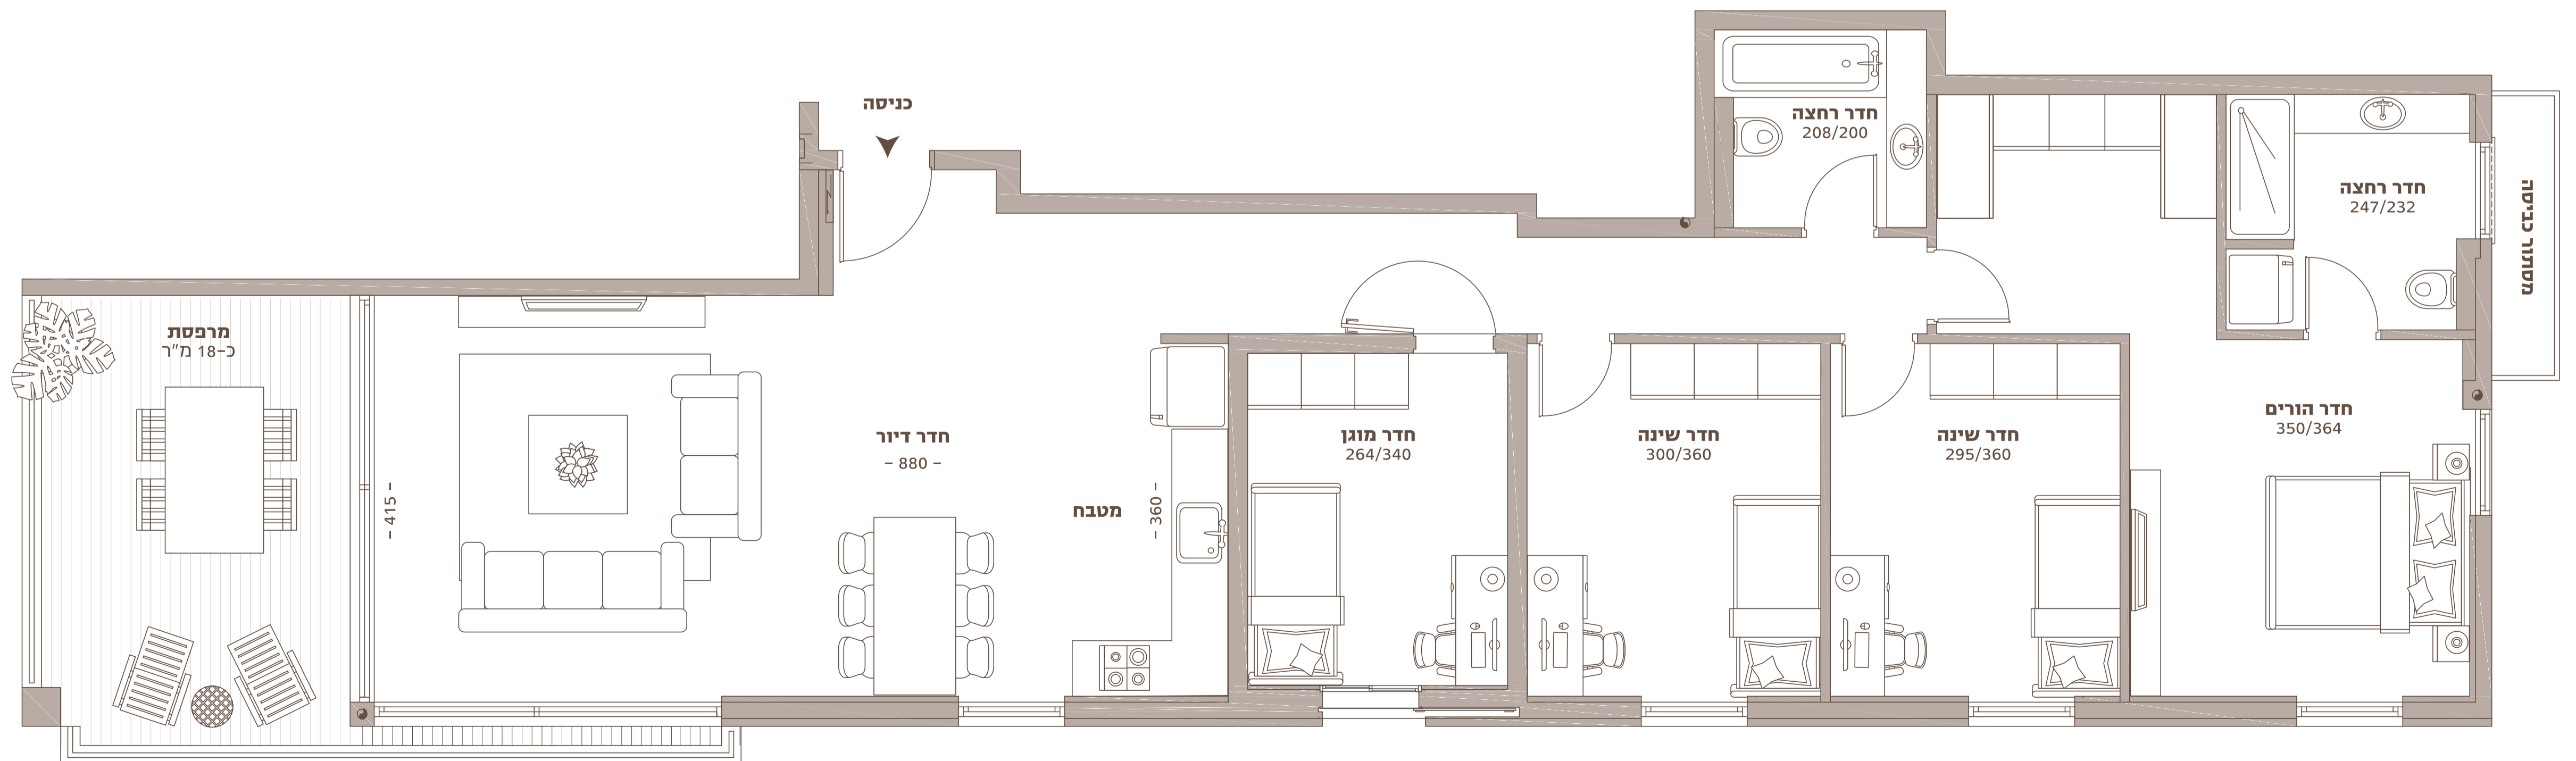 כניסה
חדר רחצה
208/200
חדר רחצה
247/232
מסתור כביסה
מרפסת
כ-18 מ"ר
חדר דיור
- 880 -
- 415 -
מטבח
- 360 -
חדר מוגן
264/340
חדר שינה
300/360
חדר שינה
295/360
חדר הורים
350/364